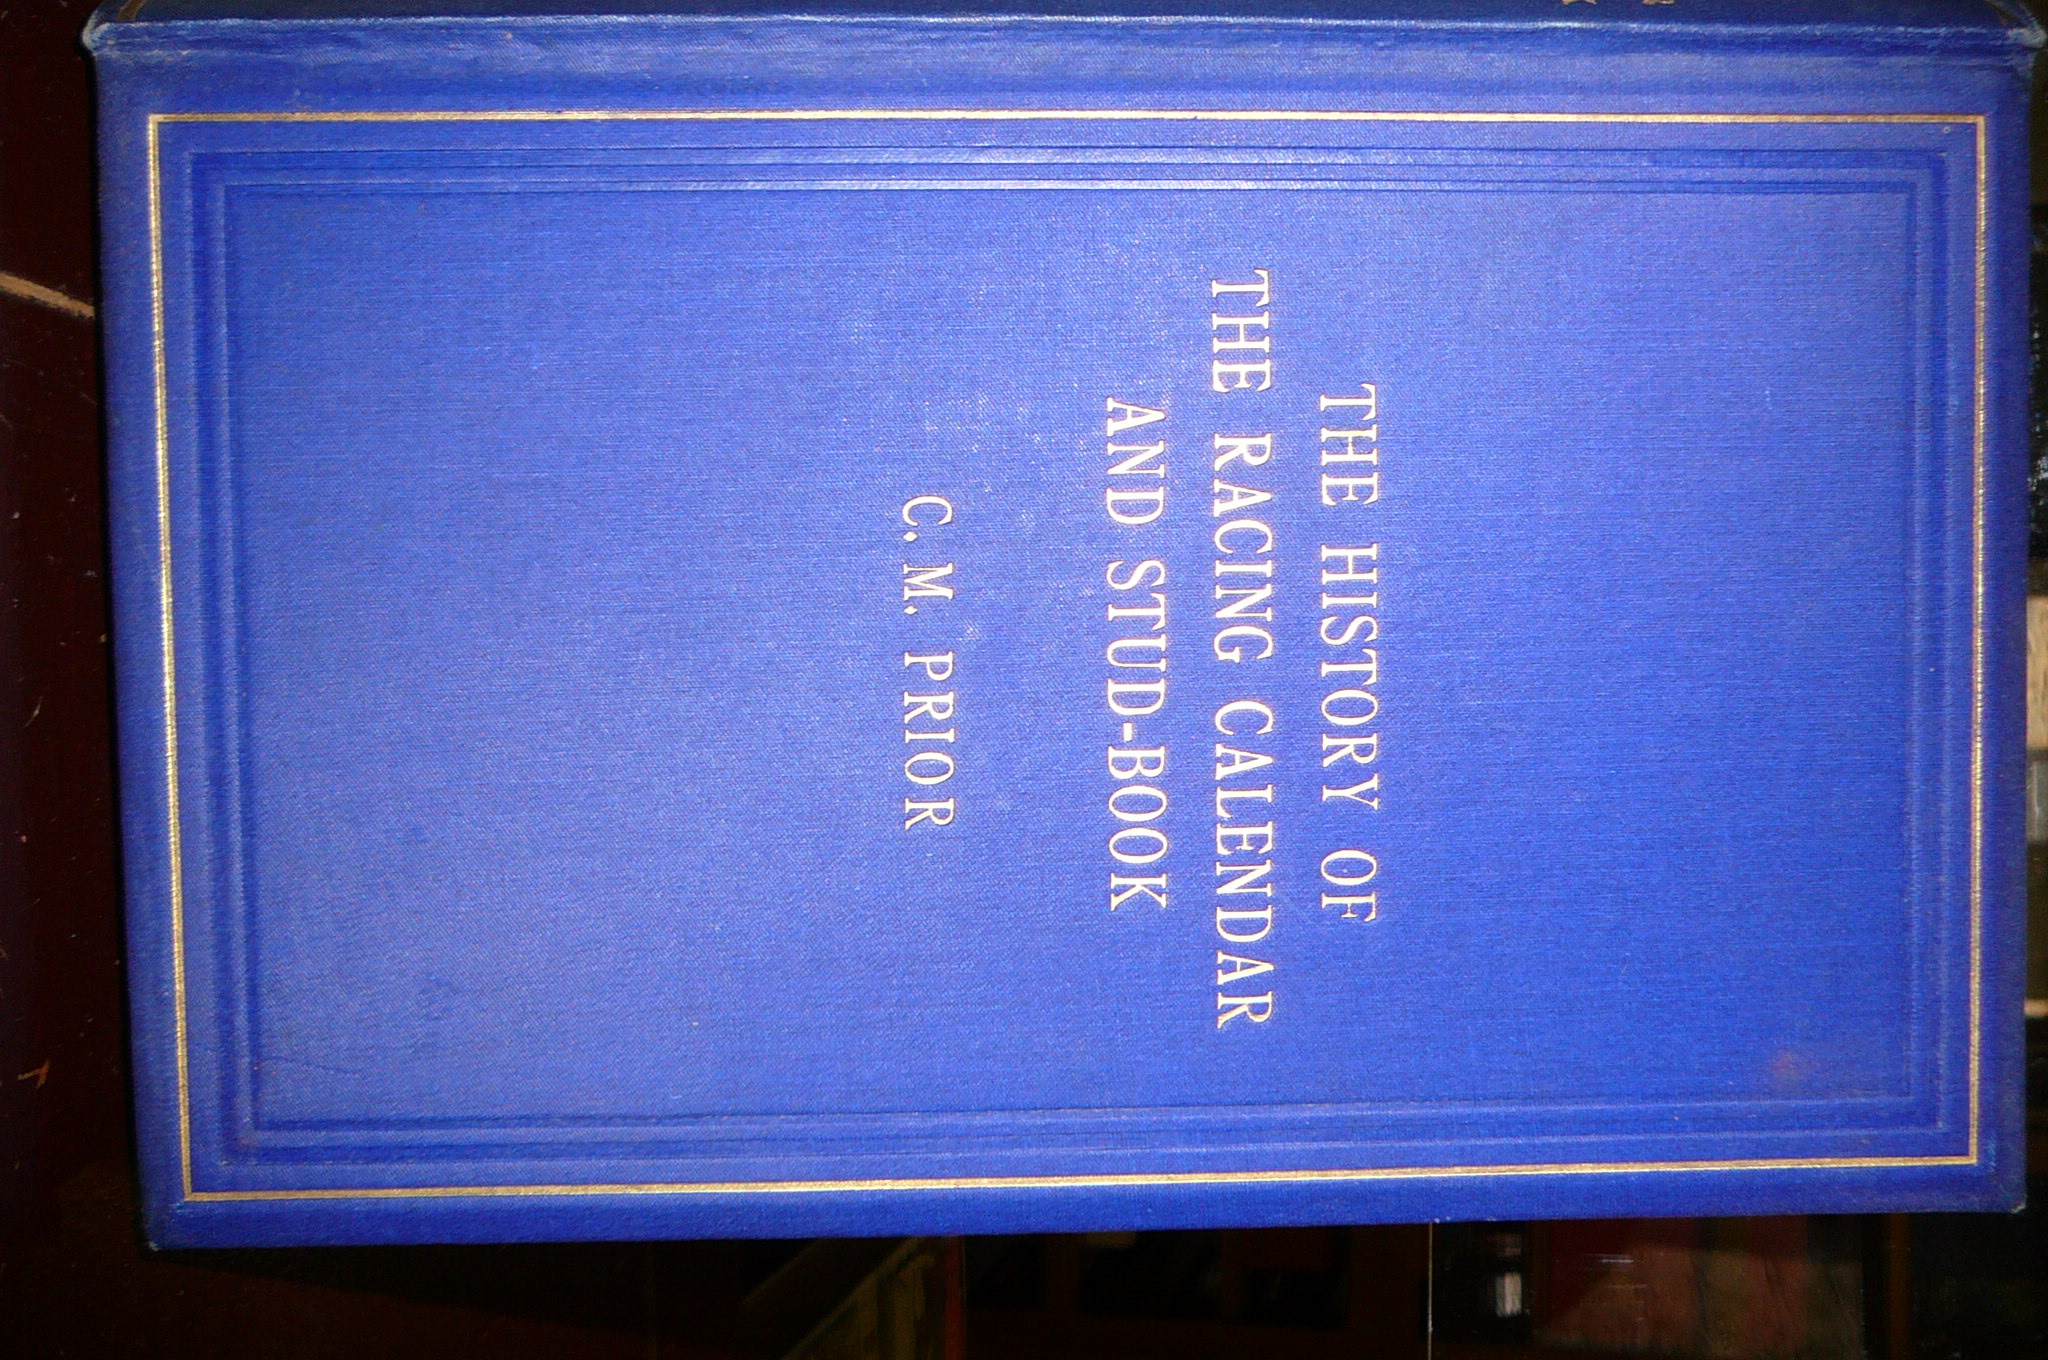 THE HISTORY OF
THE RACING CALENDAR
AND STUD-BOOK
C. M. PRIOR